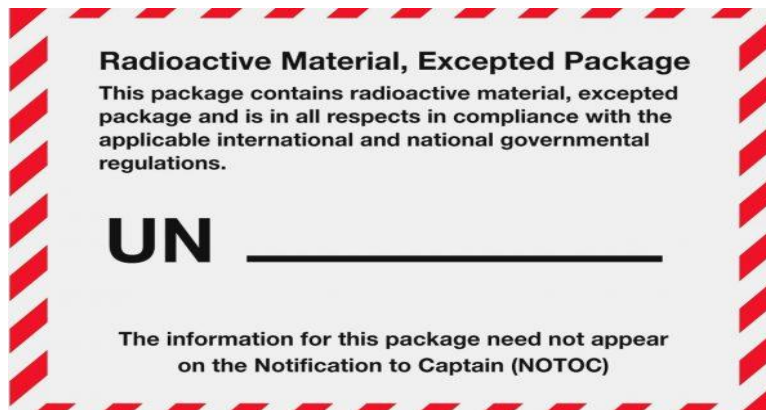 Radioactive Material, Excepted Package
This package contains radioactive material, excepted
package and is in all respects in compliance with the
applicable international and national governmental
regulations.
UN
The information for this package need not appear
on the Notification to Captain (NOTOC)